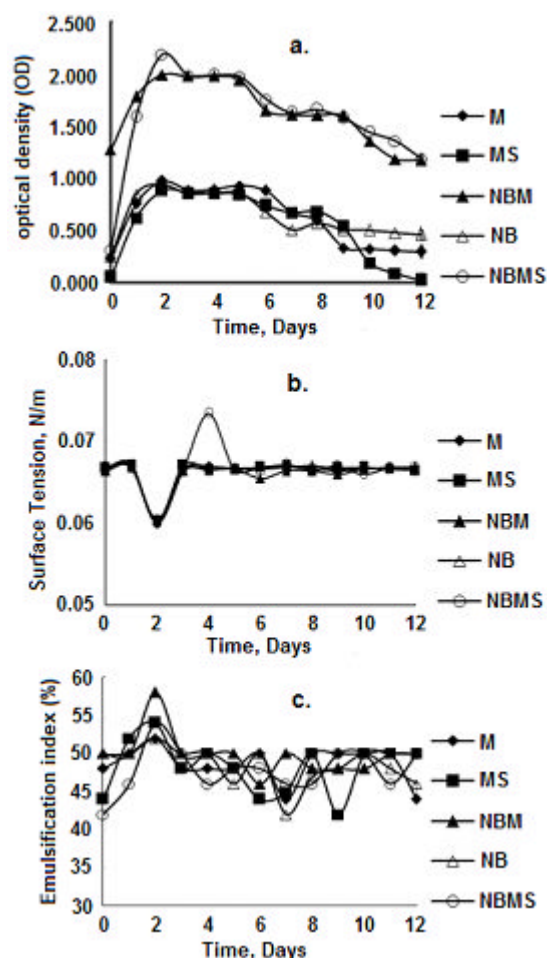 a.
optical density (OD)
2.500
2.000
1.500
1.000
0.500
0.000
0 2 4 6 8 10 12
Time, Days
M
MS
NBM
NB
NBMS
b.
Surface Tension, N/m
0.08
0.07
0.06
0.05
0 2 4 6 8 10 12
Time, Days
M
MS
NBM
NB
NBMS
c.
Emulsification index (%)
60
55
50
45
40
35
30
0 2 4 6 8 10 12
Time, Days
M
MS
NBM
NB
NBMS